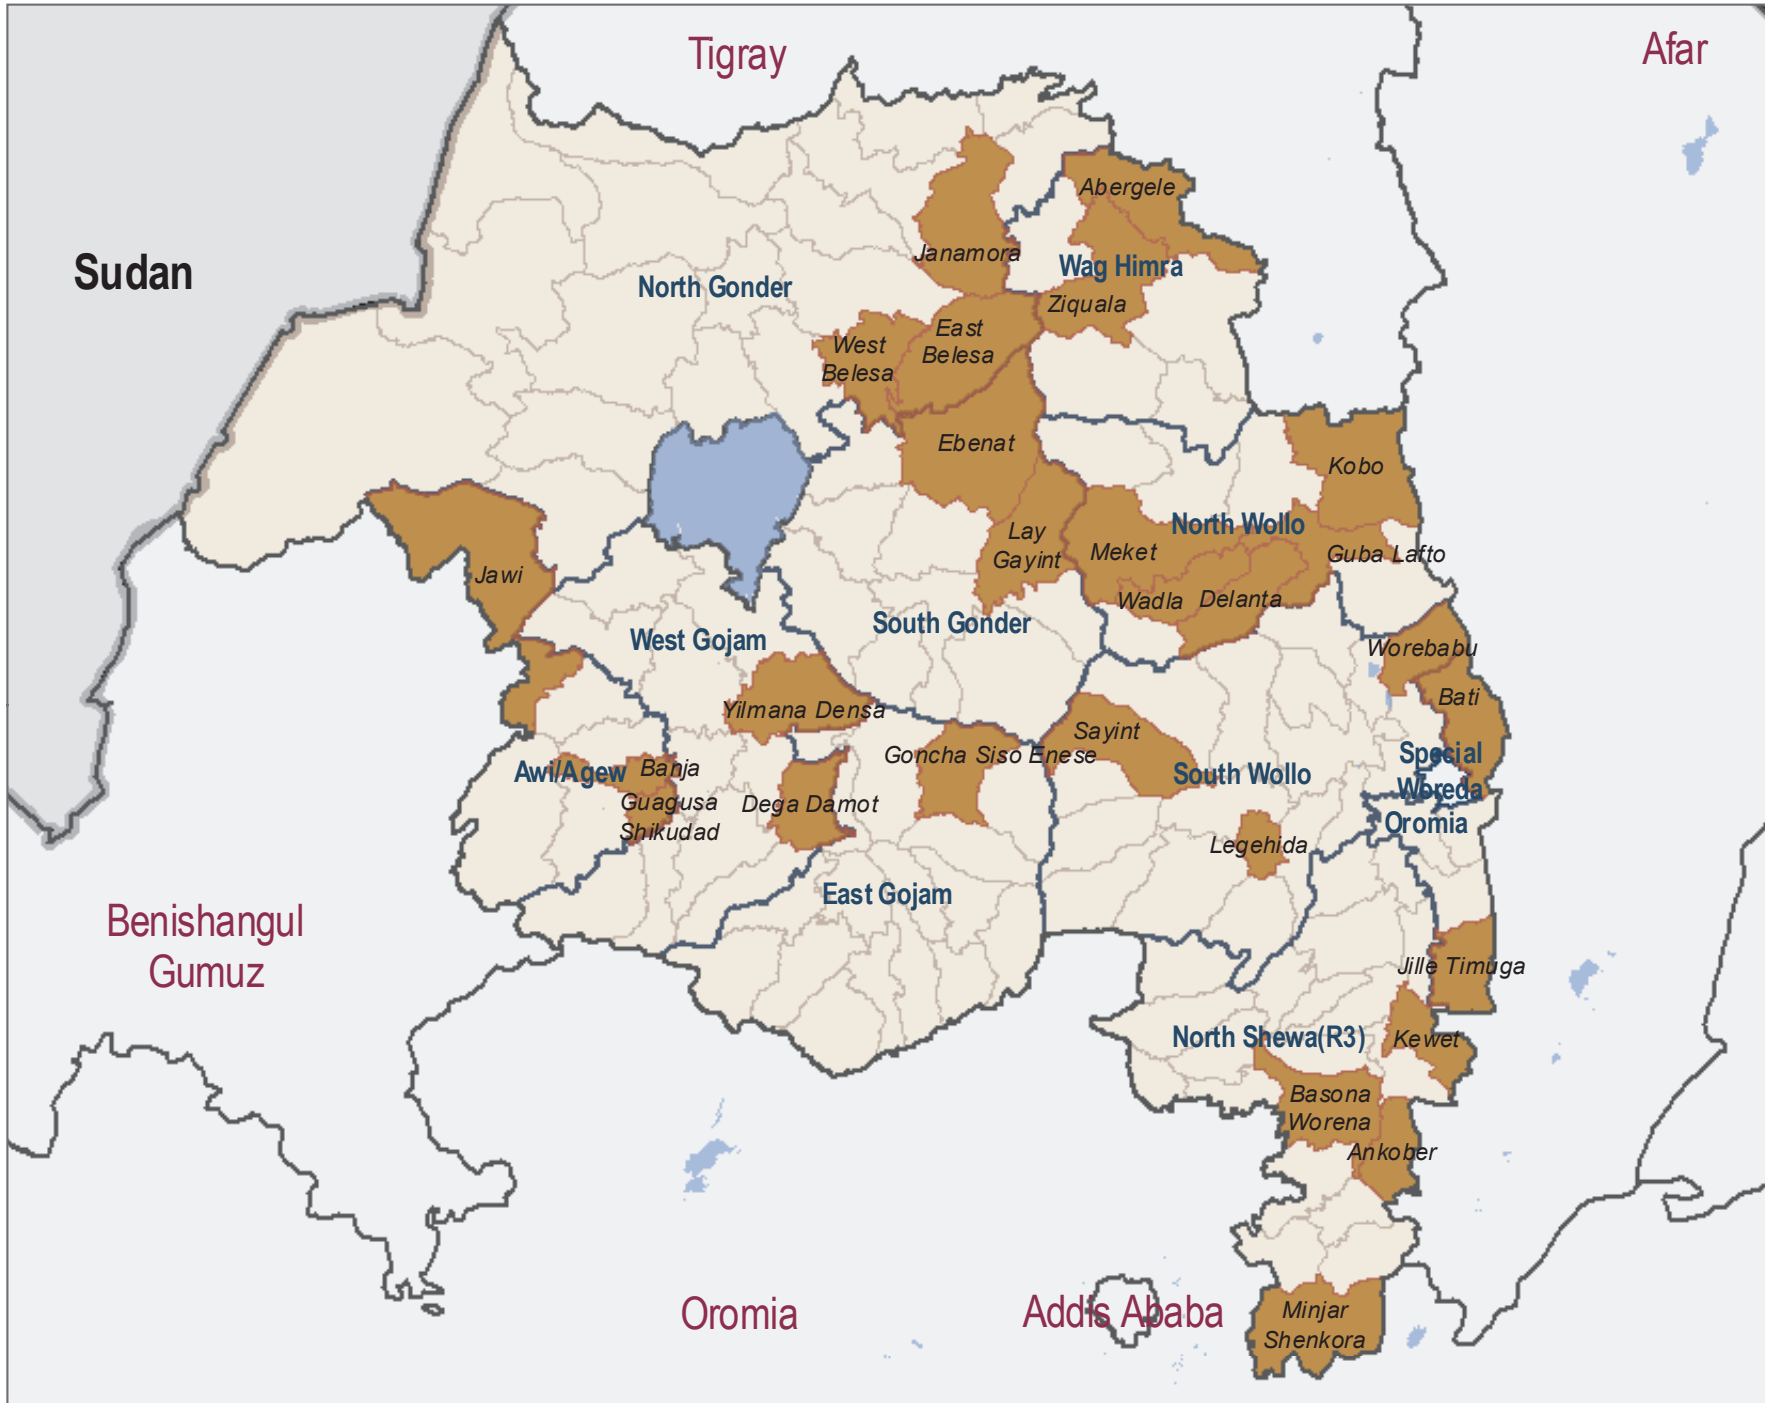 Tigray
Afar
Abergele
Janamora
Sudan
Wag Himra
North Gonder
Ziquala
East
Belesa
West
Belesa
Ebenat
Kobo
North Wollo
Lay
Gayint
Meket
Guba Lafto
Jawi
Wadla
Delanta
South Gonder
West Gojam
Worebabu
Bati
Yilmana Densa
Sayint
Goncha Siso Enese
Special
Woreda
Oromia
South Wollo
Awi/Agew
Banja
Guagusa
Shikudad
Dega Damot
Legehida
East Gojam
Benishangul
Gumuz
Jille Timuga
North Shewa(R3)
Kewet
Basona
Worena
Ankober
Oromia
Addis Ababa
Minjar
Shenkora